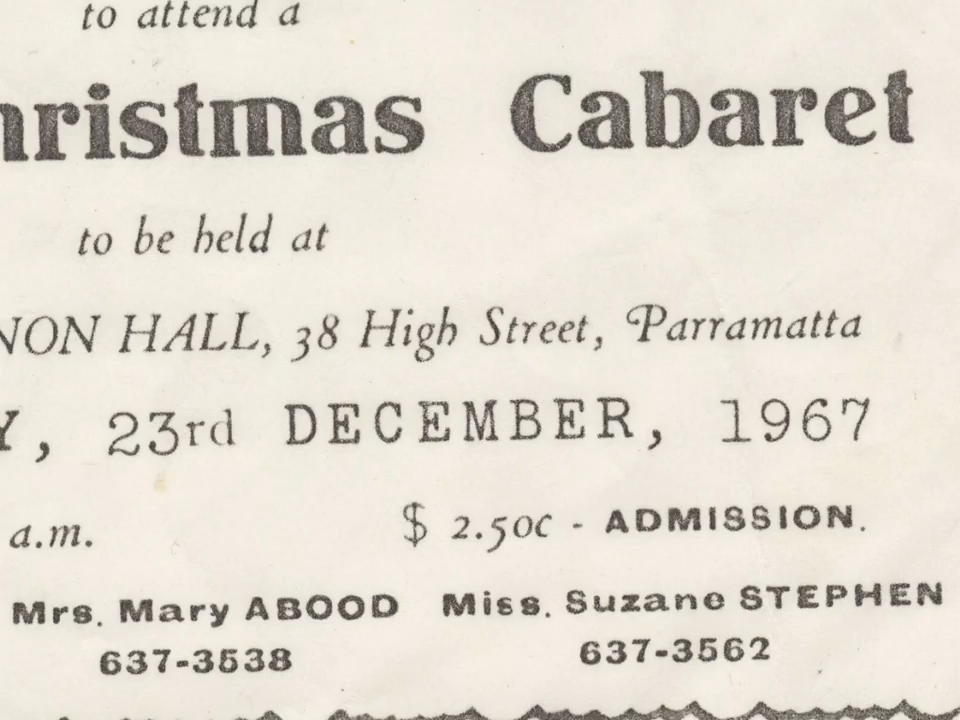 to attend a
hristmas Cabaret
to be held at
NON HALL, 38 High Street, Parramatta
Y, 23rd DECEMBER, 1967
a.m. $ 2.50c - ADMISSION.
Mrs. Mary ABOOD Miss. Suzane STEPHEN
637-3538 637-3562